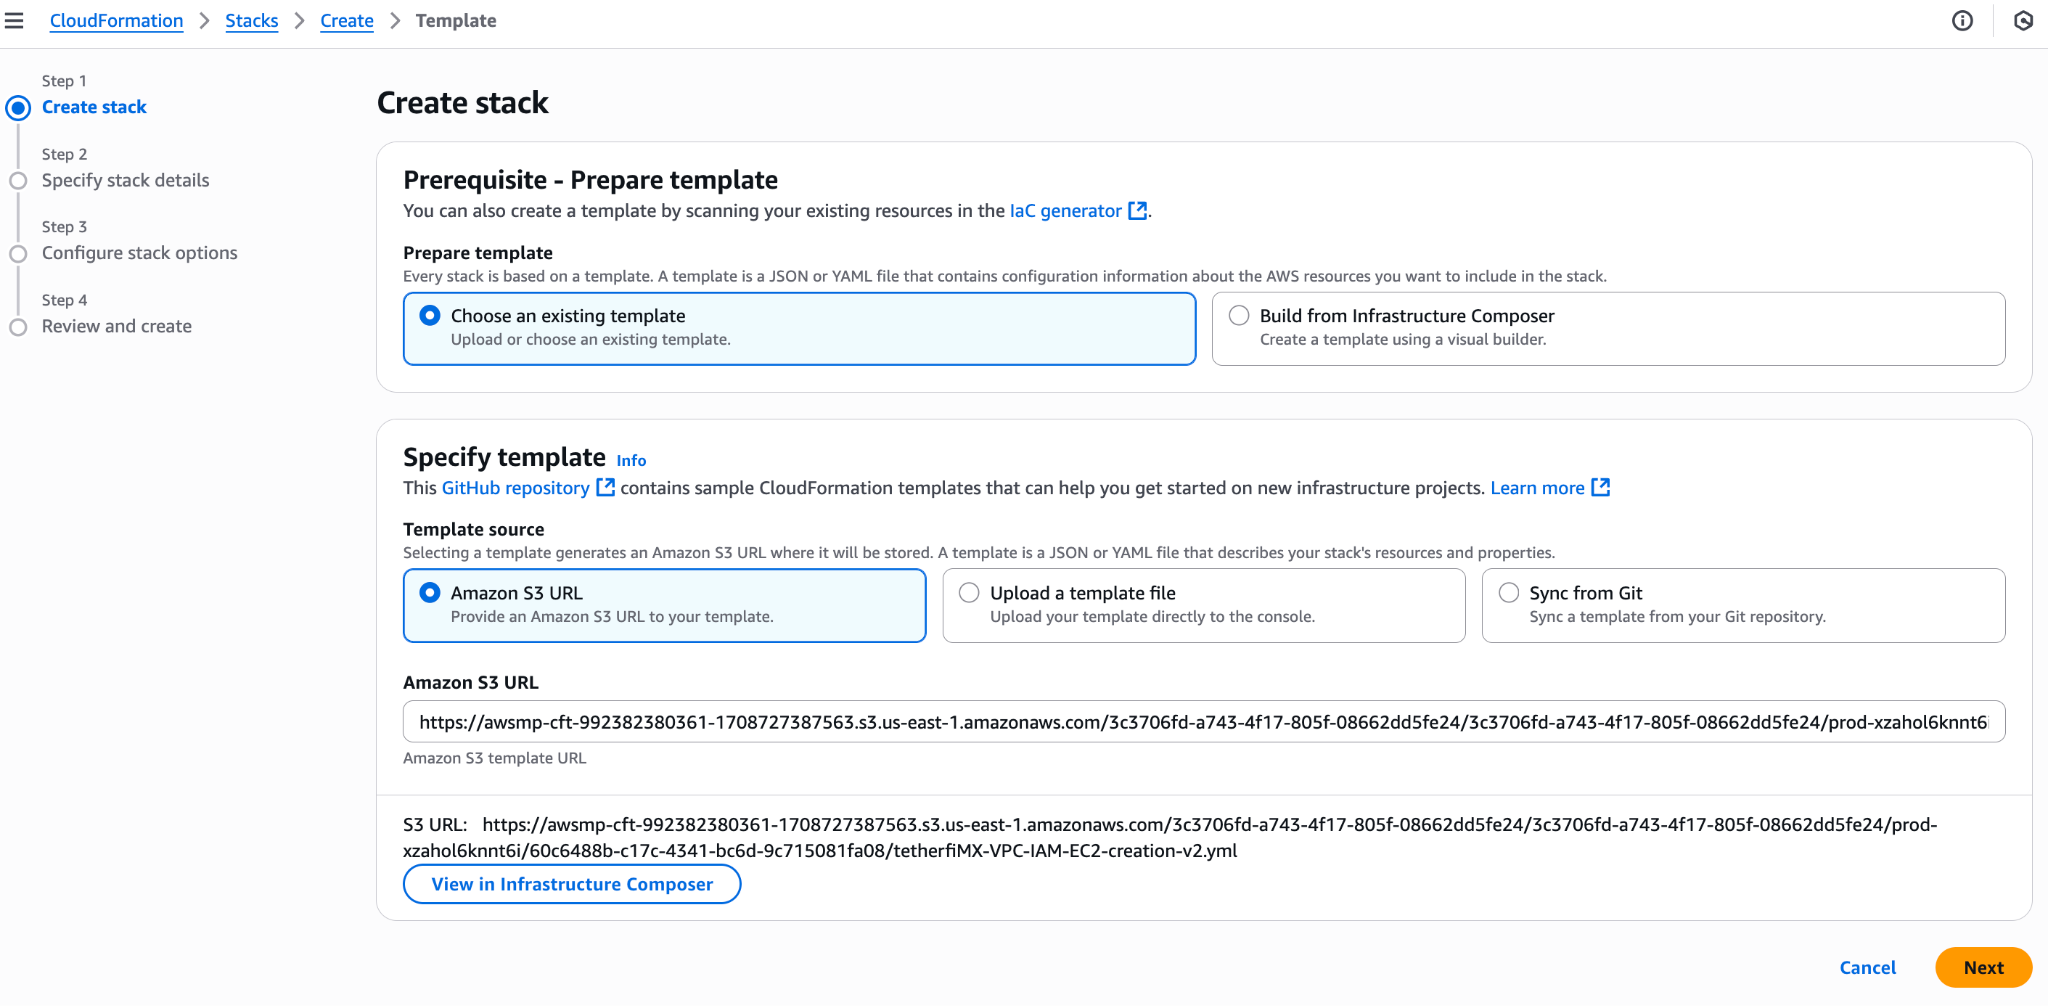 CloudFormation > Stacks > Create > Template
Step 1
Create stack
Step 2
Specify stack details
Step 3
Configure stack options
Step 4
Review and create
Create stack
Prerequisite - Prepare template
You can also create a template by scanning your existing resources in the IaC generator.
Prepare template
Every stack is based on a template. A template is a JSON or YAML file that contains configuration information about the AWS resources you want to include in the stack.
Choose an existing template
Upload or choose an existing template.
Build from Infrastructure Composer
Create a template using a visual builder.
Specify template Info
This GitHub repository contains sample CloudFormation templates that can help you get started on new infrastructure projects. Learn more
Template source
Selecting a template generates an Amazon S3 URL where it will be stored. A template is a JSON or YAML file that describes your stack's resources and properties.
Amazon S3 URL
Provide an Amazon S3 URL to your template.
Upload a template file
Upload your template directly to the console.
Sync from Git
Sync a template from your Git repository.
Amazon S3 URL
https://awsmp-cft-992382380361-1708727387563.s3.us-east-1.amazonaws.com/3c3706fd-a743-4f17-805f-08662dd5fe24/3c3706fd-a743-4f17-805f-08662dd5fe24/prod-xzahol6knnt6i
Amazon S3 template URL
S3 URL: https://awsmp-cft-992382380361-1708727387563.s3.us-east-1.amazonaws.com/3c3706fd-a743-4f17-805f-08662dd5fe24/3c3706fd-a743-4f17-805f-08662dd5fe24/prod-
xzahol6knnt6i/60c6488b-c17c-4341-bc6d-9c715081fa08/tetherfiMX-VPC-IAM-EC2-creation-v2.yml
View in Infrastructure Composer
Cancel
Next